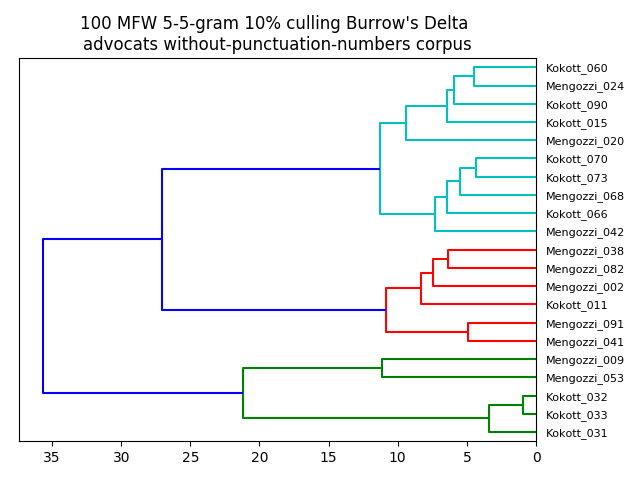 100 MFW 5-5-gram 10% culling Burrow's Delta
advocats without-punctuation-numbers corpus
Kokott_060
Mengozzi_024
Kokott_090
Kokott_015
Mengozzi_020
Kokott_070
Kokott_073
Mengozzi_068
Kokott_066
Mengozzi_042
Mengozzi_038
Mengozzi_082
Mengozzi_002
Kokott_011
Mengozzi_091
Mengozzi_041
Mengozzi_009
Mengozzi_053
Kokott_032
Kokott_033
Kokott_031
35 30 25 20 15 10 5 0